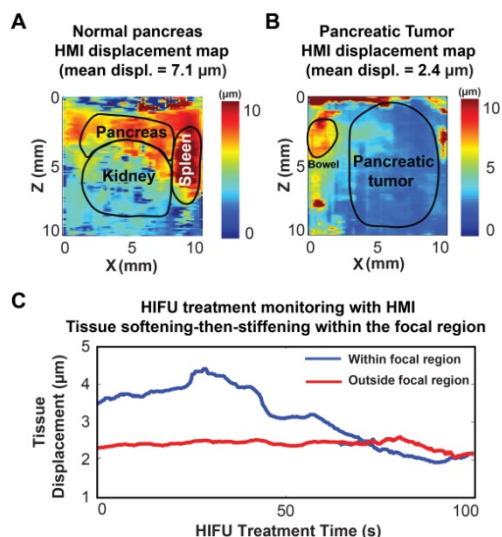 A
Normal pancreas
HMI displacement map
(mean displ. = 7.1 μm)
(μm)
0
5
10
Z (mm)
Pancreas
Kidney
Spleen
10
5
0
0
5
10
X (mm)
B
Pancreatic Tumor
HMI displacement map
(mean displ. = 2.4 μm)
(μm)
0
5
10
Z (mm)
Bowel
Pancreatic
tumor
10
5
0
0
5
10
X (mm)
C
HIFU treatment monitoring with HMI
Tissue softening-then-stiffening within the focal region
5
4
3
2
1
Tissue
Displacement (μm)
Within focal region
Outside focal region
0
50
100
HIFU Treatment Time (s)